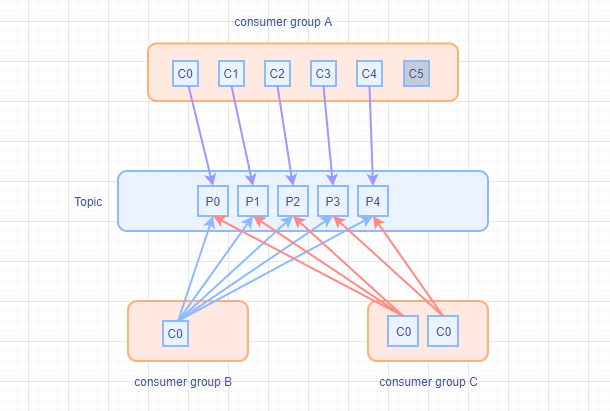 consumer group A
C0 C1 C2 C3 C4 C5
Topic
P0 P1 P2 P3 P4
C0
C0 C0
consumer group B
consumer group C